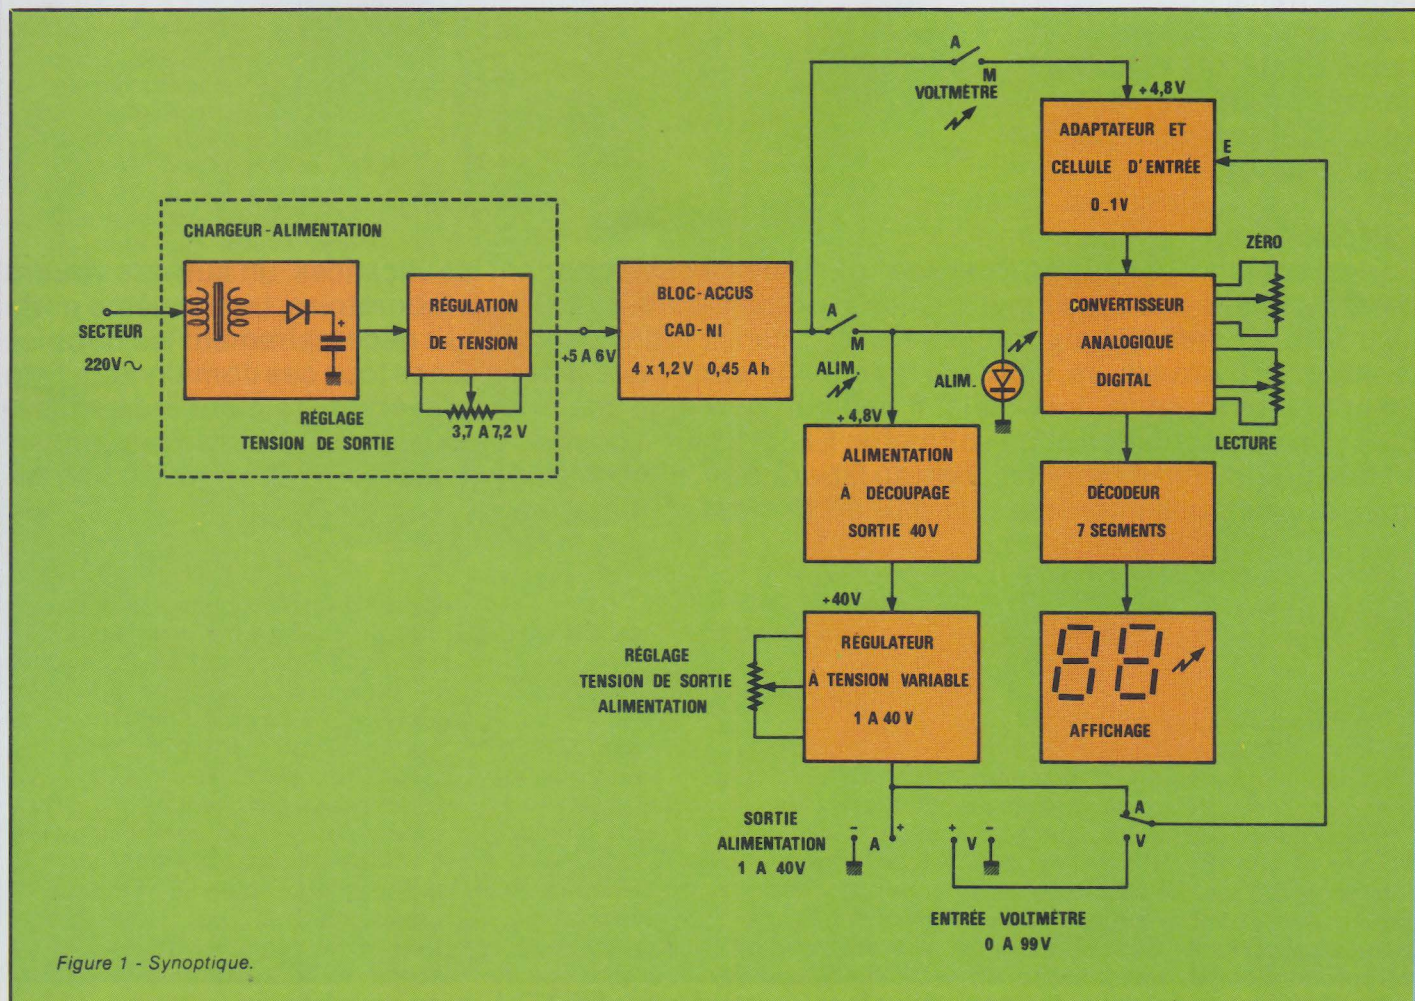 CHARGEUR-ALIMENTATION
SECTEUR
220V~
+
RÉGLAGE
TENSION DE SORTIE
RÉGULATION
DE TENSION
3,7 A 7,2 V
+5 A 6V
BLOC-ACCUS
CAD-NI
4 x 1,2 V 0,45 Ah
A
M
VOLTMÈTRE
A
M
ALIM.
ALIM.
+4,8V
ADAPTATEUR ET
CELLULE D'ENTRÉE
0_1V
E
CONVERTISSEUR
ANALOGIQUE
DIGITAL
ZÉRO
LECTURE
DÉCODEUR
7 SEGMENTS
88
AFFICHAGE
+4,8V
ALIMENTATION
À DÉCOUPAGE
SORTIE 40V
+40V
RÉGULATEUR
À TENSION VARIABLE
1 A 40 V
RÉGLAGE
TENSION DE SORTIE
ALIMENTATION
SORTIE
ALIMENTATION
1 A 40V
- A +
+ V -
A
V
ENTRÉE VOLTMÈTRE
0 A 99V
Figure 1 - Synoptique.